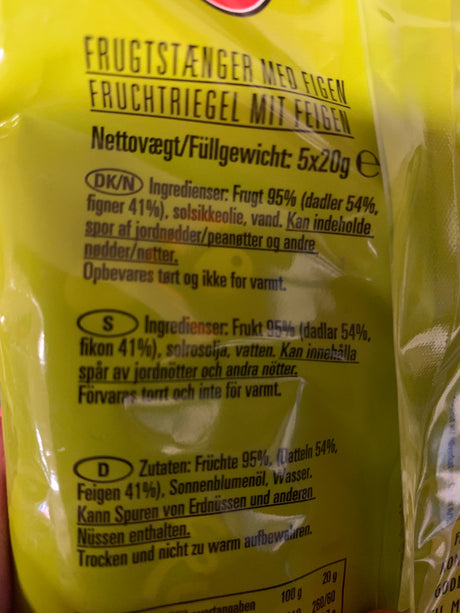 FRUGTSTÆNGER MED FIGEN
FRUCHTRIEGEL MIT FEIGEN
Nettovægt/Füllgewicht: 5x20g e
DK/N Ingredienser: Frugt 95% (dadler 54%,
figner 41%), solsikkeolie, vand. Kan indeholde
spor af jordnødder/peanøtter og andre
nødder/nøtter.
Opbevares tørt og ikke for varmt.
S Ingredienser: Frukt 95% (dadlar 54%,
fikon 41%), solrosolja, vatten. Kan innehålla
spår av jordnötter och andra nötter.
Förvaras torrt och inte för varmt.
D Zutaten: Früchte 95%, (Datteln 54%,
Feigen 41%), Sonnenblumenöl, Wasser.
Kann Spuren von Erdnüssen und anderen
Nüssen enthalten.
Trocken und nicht zu warm aufbewahren.
100 g 20 g
260/60